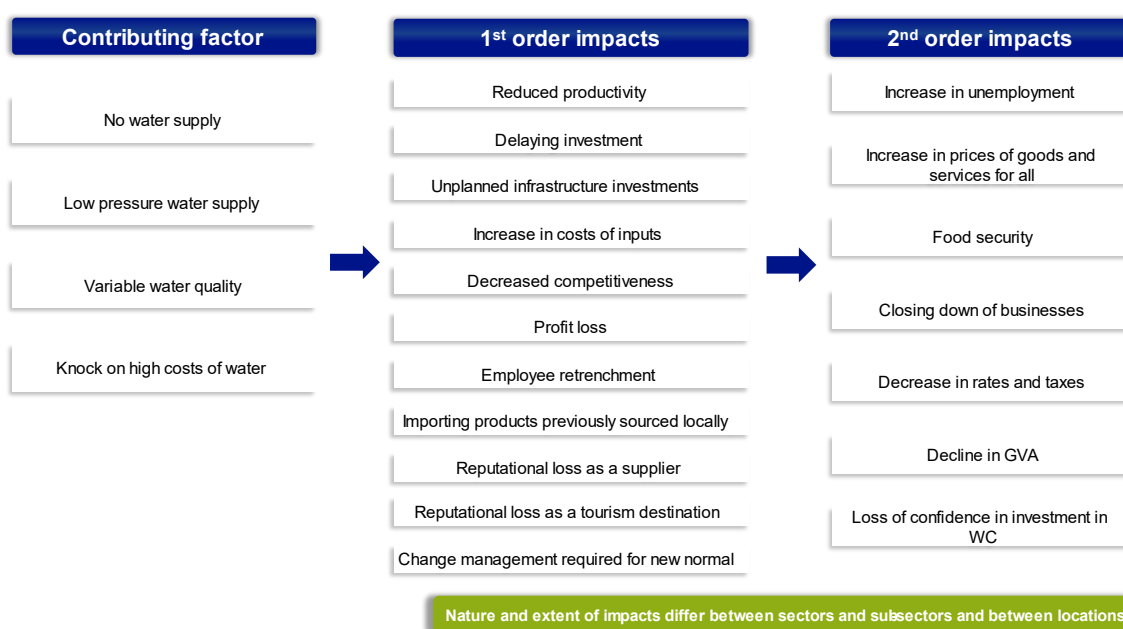 Contributing factor
No water supply
Low pressure water supply
Variable water quality
Knock on high costs of water
1st order impacts
Reduced productivity
Delaying investment
Unplanned infrastructure investments
Increase in costs of inputs
Decreased competitiveness
Profit loss
Employee retrenchment
Importing products previously sourced locally
Reputational loss as a supplier
Reputational loss as a tourism destination
Change management required for new normal
2nd order impacts
Increase in unemployment
Increase in prices of goods and
services for all
Food security
Closing down of businesses
Decrease in rates and taxes
Decline in GVA
Loss of confidence in investment in
WC
Nature and extent of impacts differ between sectors and subsectors and between locations